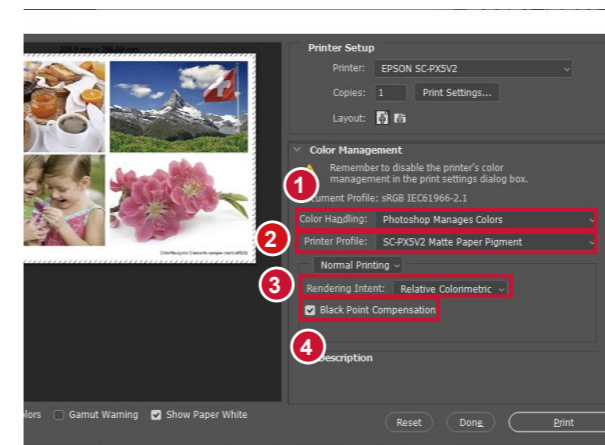 Printer Setup
Printer: EPSON SC-PX5V2
Copies: 1 Print Settings...
Layout:
Color Management
Remember to disable the printer's color
management in the print settings dialog box.
1
ocument Profile: sRGB IEC61966-2.1
Color Handling: Photoshop Manages Colors
2
Printer Profile: SC-PX5V2 Matte Paper Pigment
Normal Printing
3
Rendering Intent: Relative Colorimetric
Black Point Compensation
4
Description
lors Gamut Warning Show Paper White
Reset Done Print